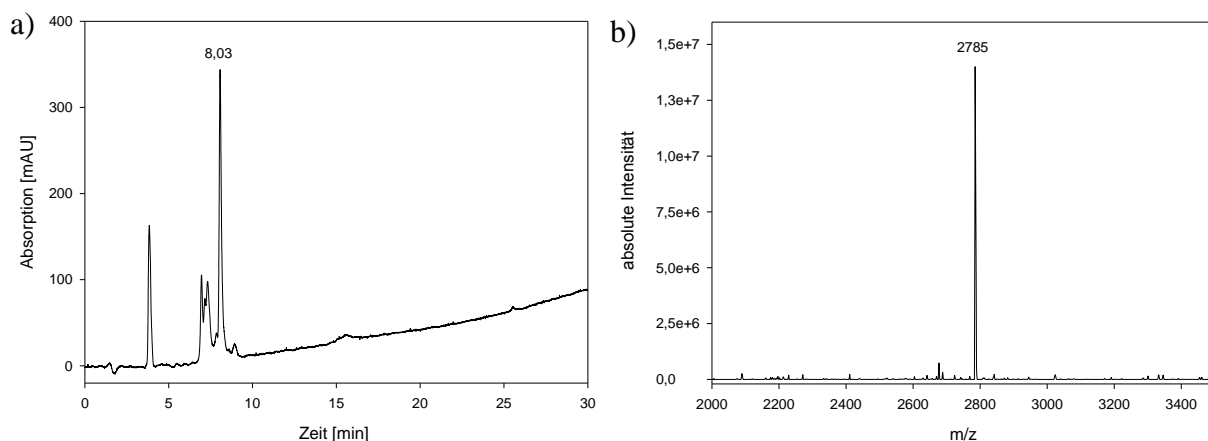 a)
400
300
200
100
0
8,03
Absorption [mAU]
0 5 10 15 20 25 30
Zeit [min]
b)
1,5e+7
1,3e+7
1,0e+7
7,5e+6
5,0e+6
2,5e+6
0,0
2785
absolute Intensität
2000 2200 2400 2600 2800 3000 3200 3400
m/z